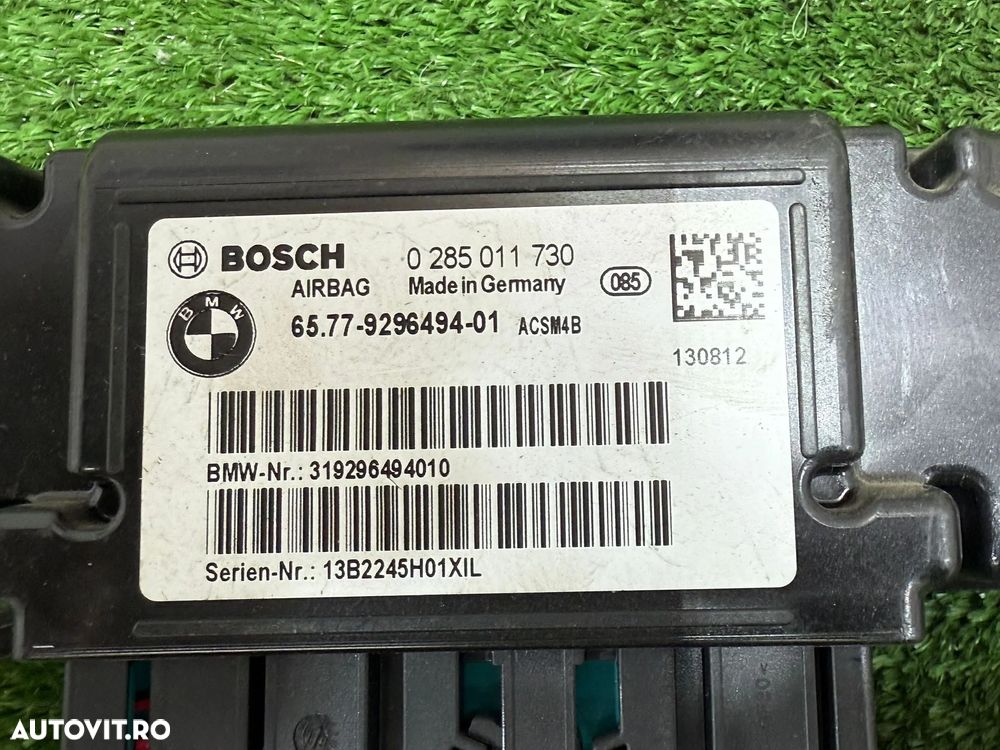 BOSCH 0 285 011 730
AIRBAG Made in Germany 085
BMW
65.77-9296494-01 ACSM4B
130812
BMW-Nr.: 319296494010
Serien-Nr.: 13B2245H01XIL
AUTOVIT.RO